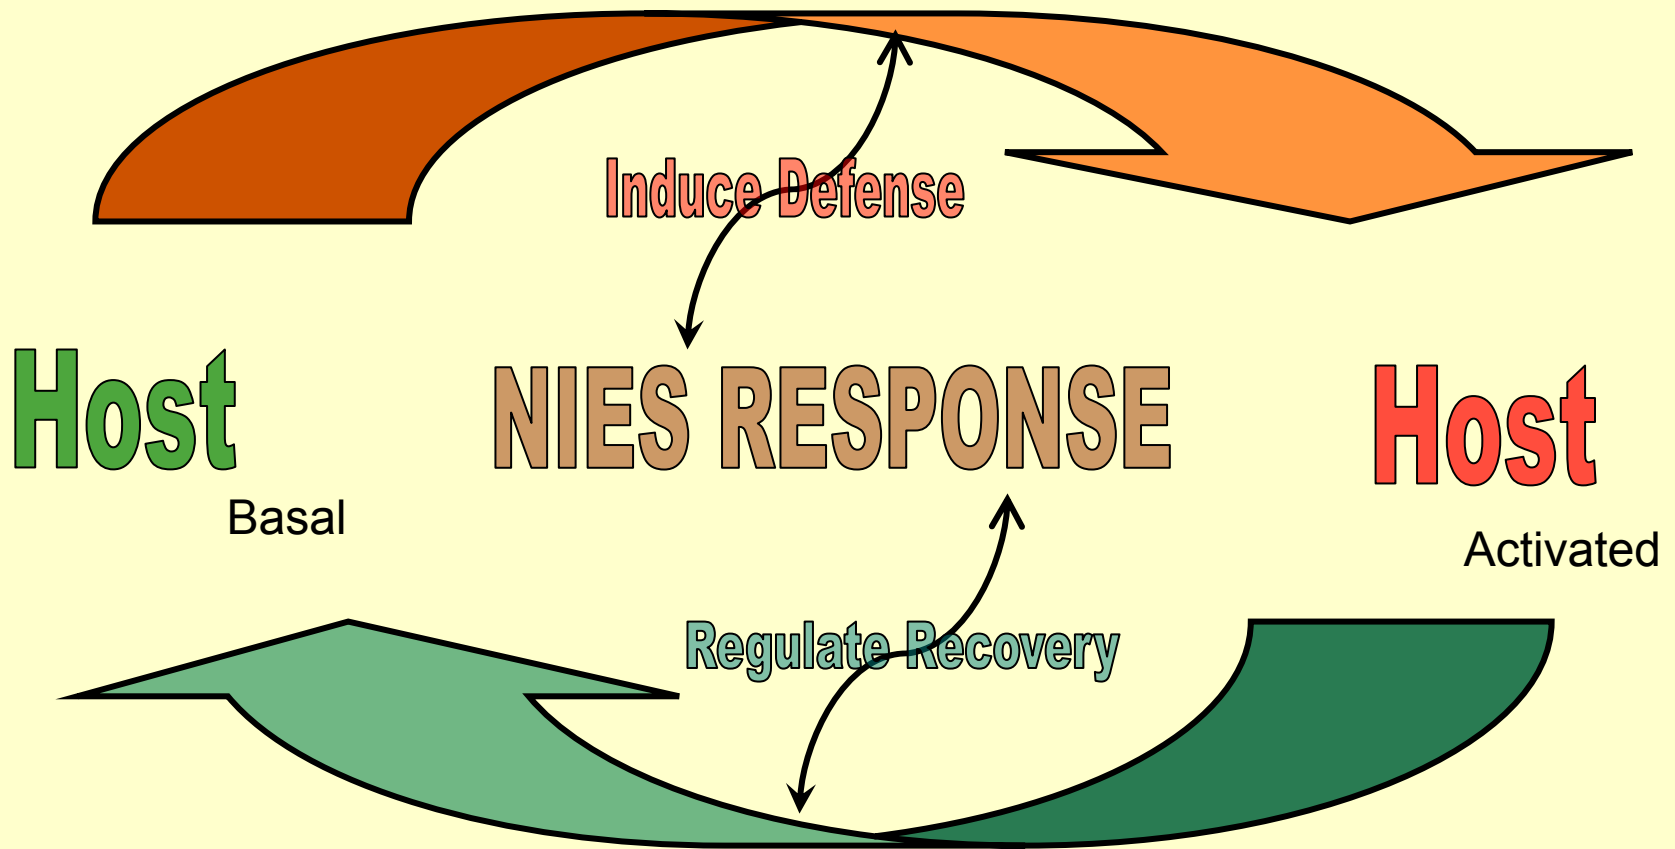 Induce Defense
Host
NIES RESPONSE
Host
Basal
Activated
Regulate Recovery